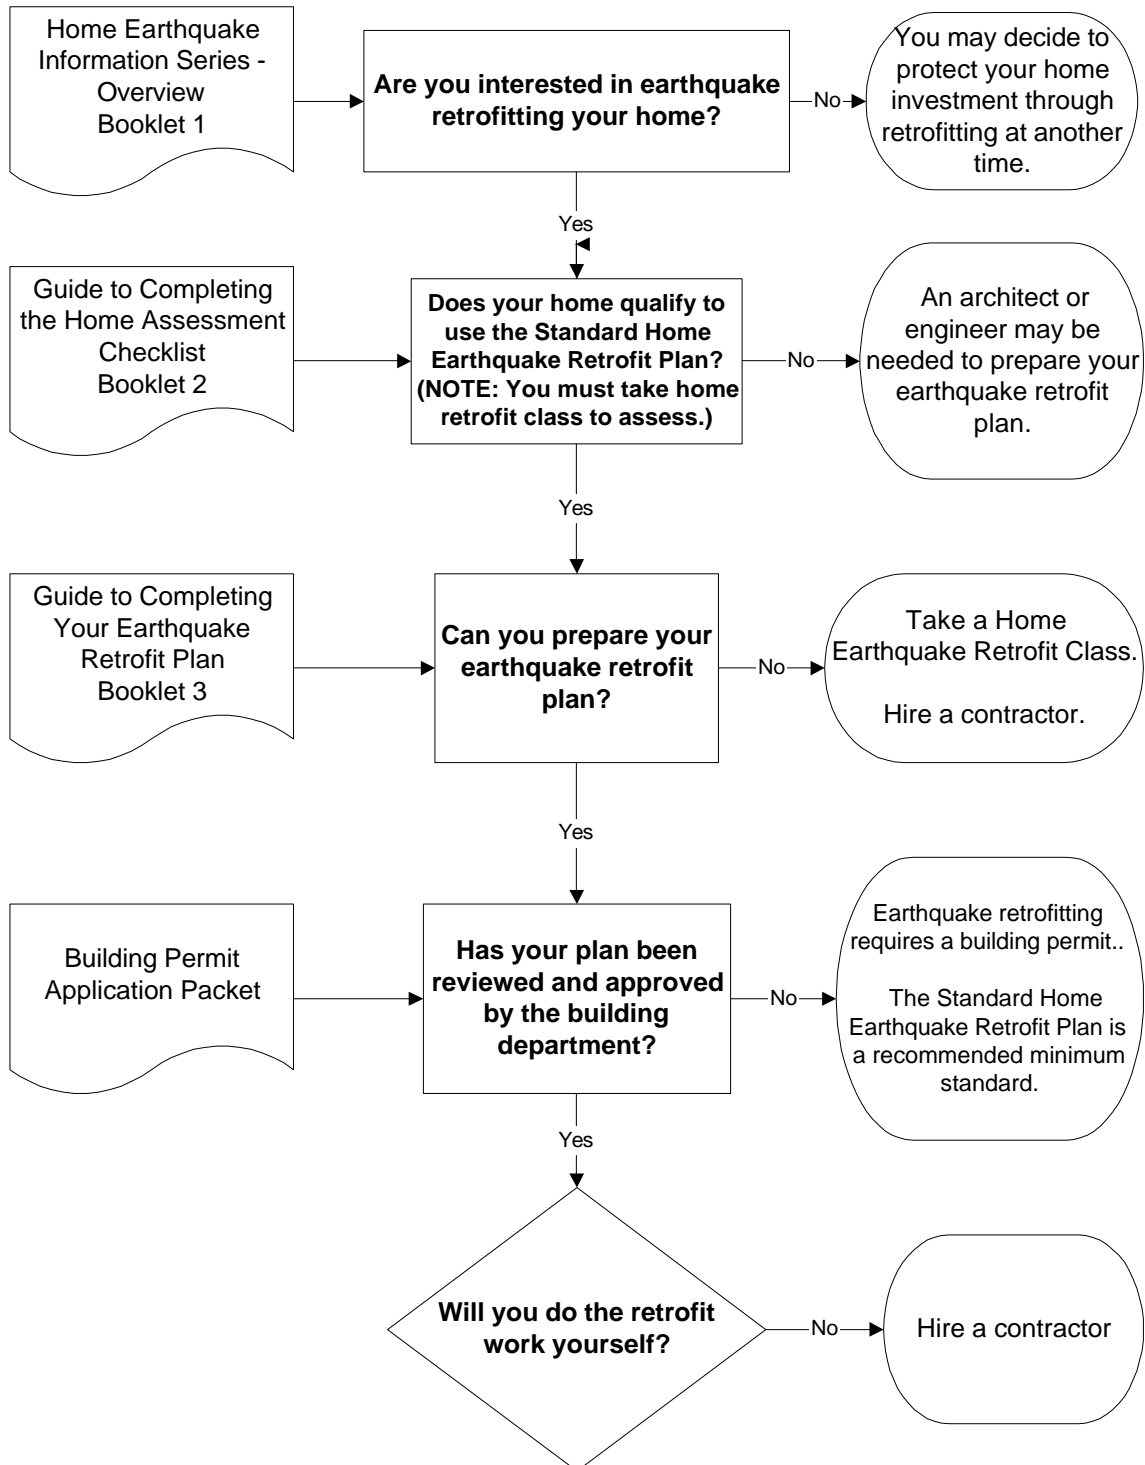 Home Earthquake
Information Series -
Overview
Booklet 1
Are you interested in earthquake
retrofitting your home?
No
You may decide to
protect your home
investment through
retrofitting at another
time.
Yes
Guide to Completing
the Home Assessment
Checklist
Booklet 2
Does your home qualify to
use the Standard Home
Earthquake Retrofit Plan?
(NOTE: You must take home
retrofit class to assess.)
No
An architect or
engineer may be
needed to prepare your
earthquake retrofit
plan.
Yes
Guide to Completing
Your Earthquake
Retrofit Plan
Booklet 3
Can you prepare your
earthquake retrofit
plan?
No
Take a Home
Earthquake Retrofit Class.
Hire a contractor.
Yes
Building Permit
Application Packet
Has your plan been
reviewed and approved
by the building
department?
No
Earthquake retrofitting
requires a building permit..
The Standard Home
Earthquake Retrofit Plan is
a recommended minimum
standard.
Yes
Will you do the retrofit
work yourself?
No
Hire a contractor